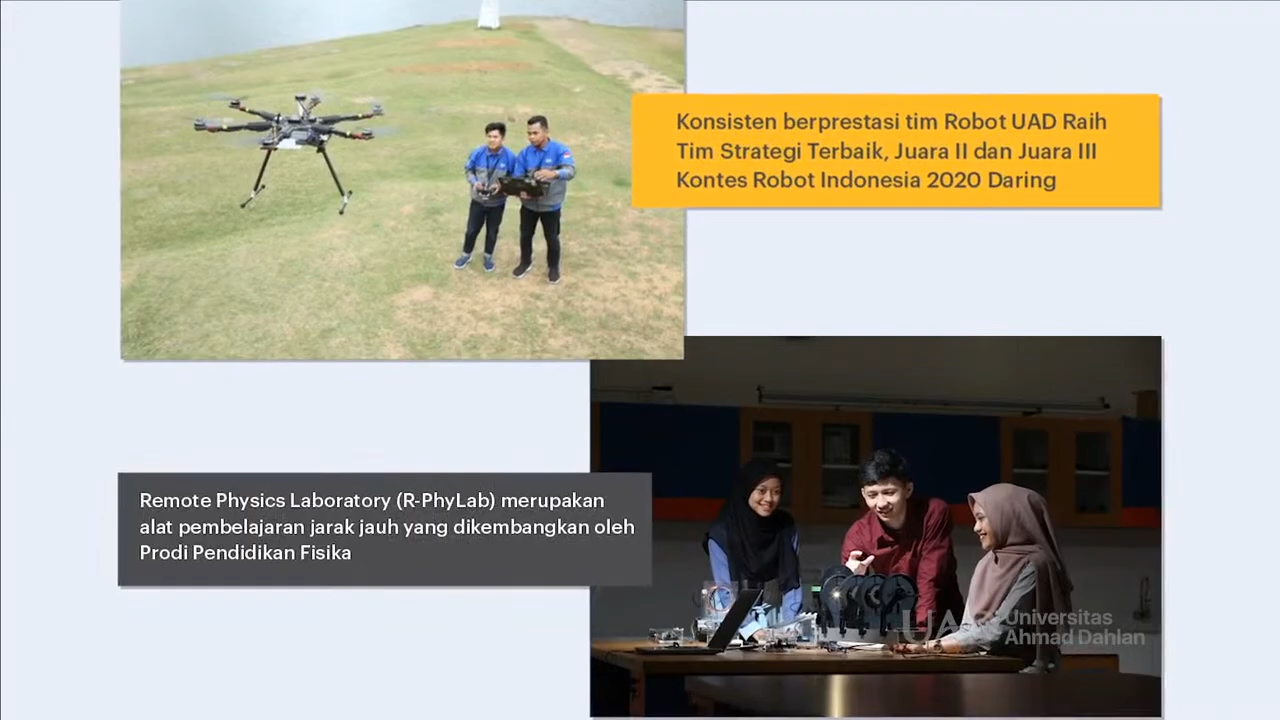 Konsisten berprestasi tim Robot UAD Raih
Tim Strategi Terbaik, Juara II dan Juara III
Kontes Robot Indonesia 2020 Daring
Remote Physics Laboratory (R-PhyLab) merupakan
alat pembelajaran jarak jauh yang dikembangkan oleh
Prodi Pendidikan Fisika
UAD Universitas
Ahmad Dahlan